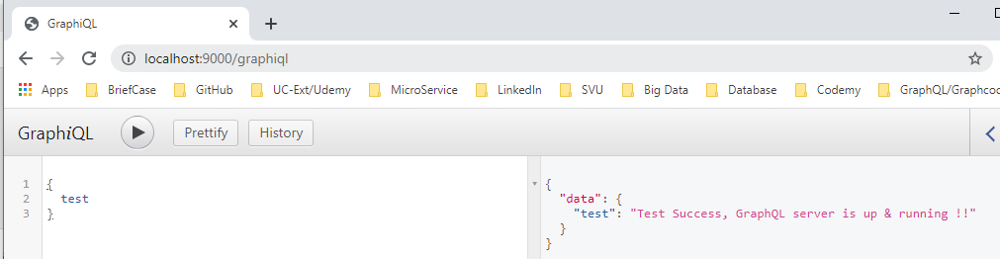 GraphiQL
localhost:9000/graphiql
Apps BriefCase GitHub UC-Ext/Udemy MicroService LinkedIn SVU Big Data Database Codemy GraphQL/Graphcoo
GraphiQL Prettify History
1 {
2 test
3 }
{
"data": {
"test": "Test Success, GraphQL server is up & running !!"
}
}